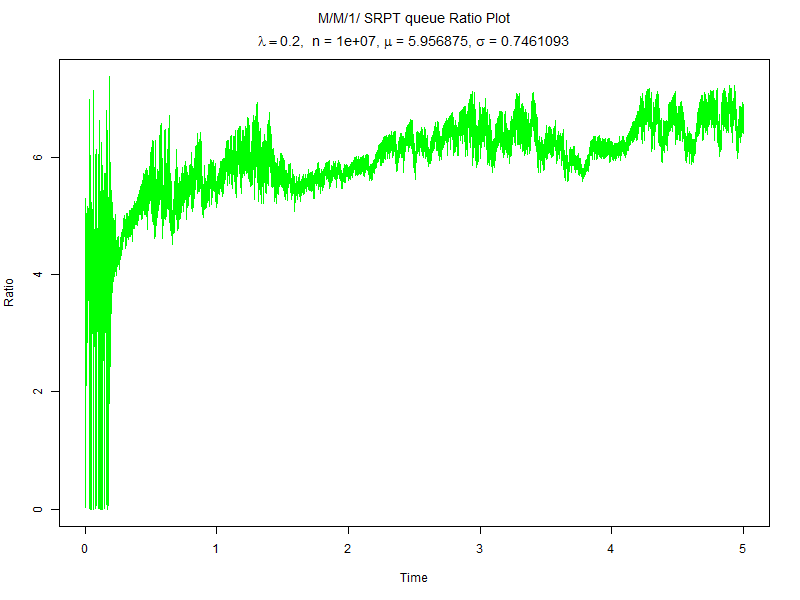 M/M/1/ SRPT queue Ratio Plot
λ = 0.2, n = 1e+07, μ = 5.956875, σ = 0.7461093
Ratio
6
4
2
0
0 1 2 3 4 5
Time